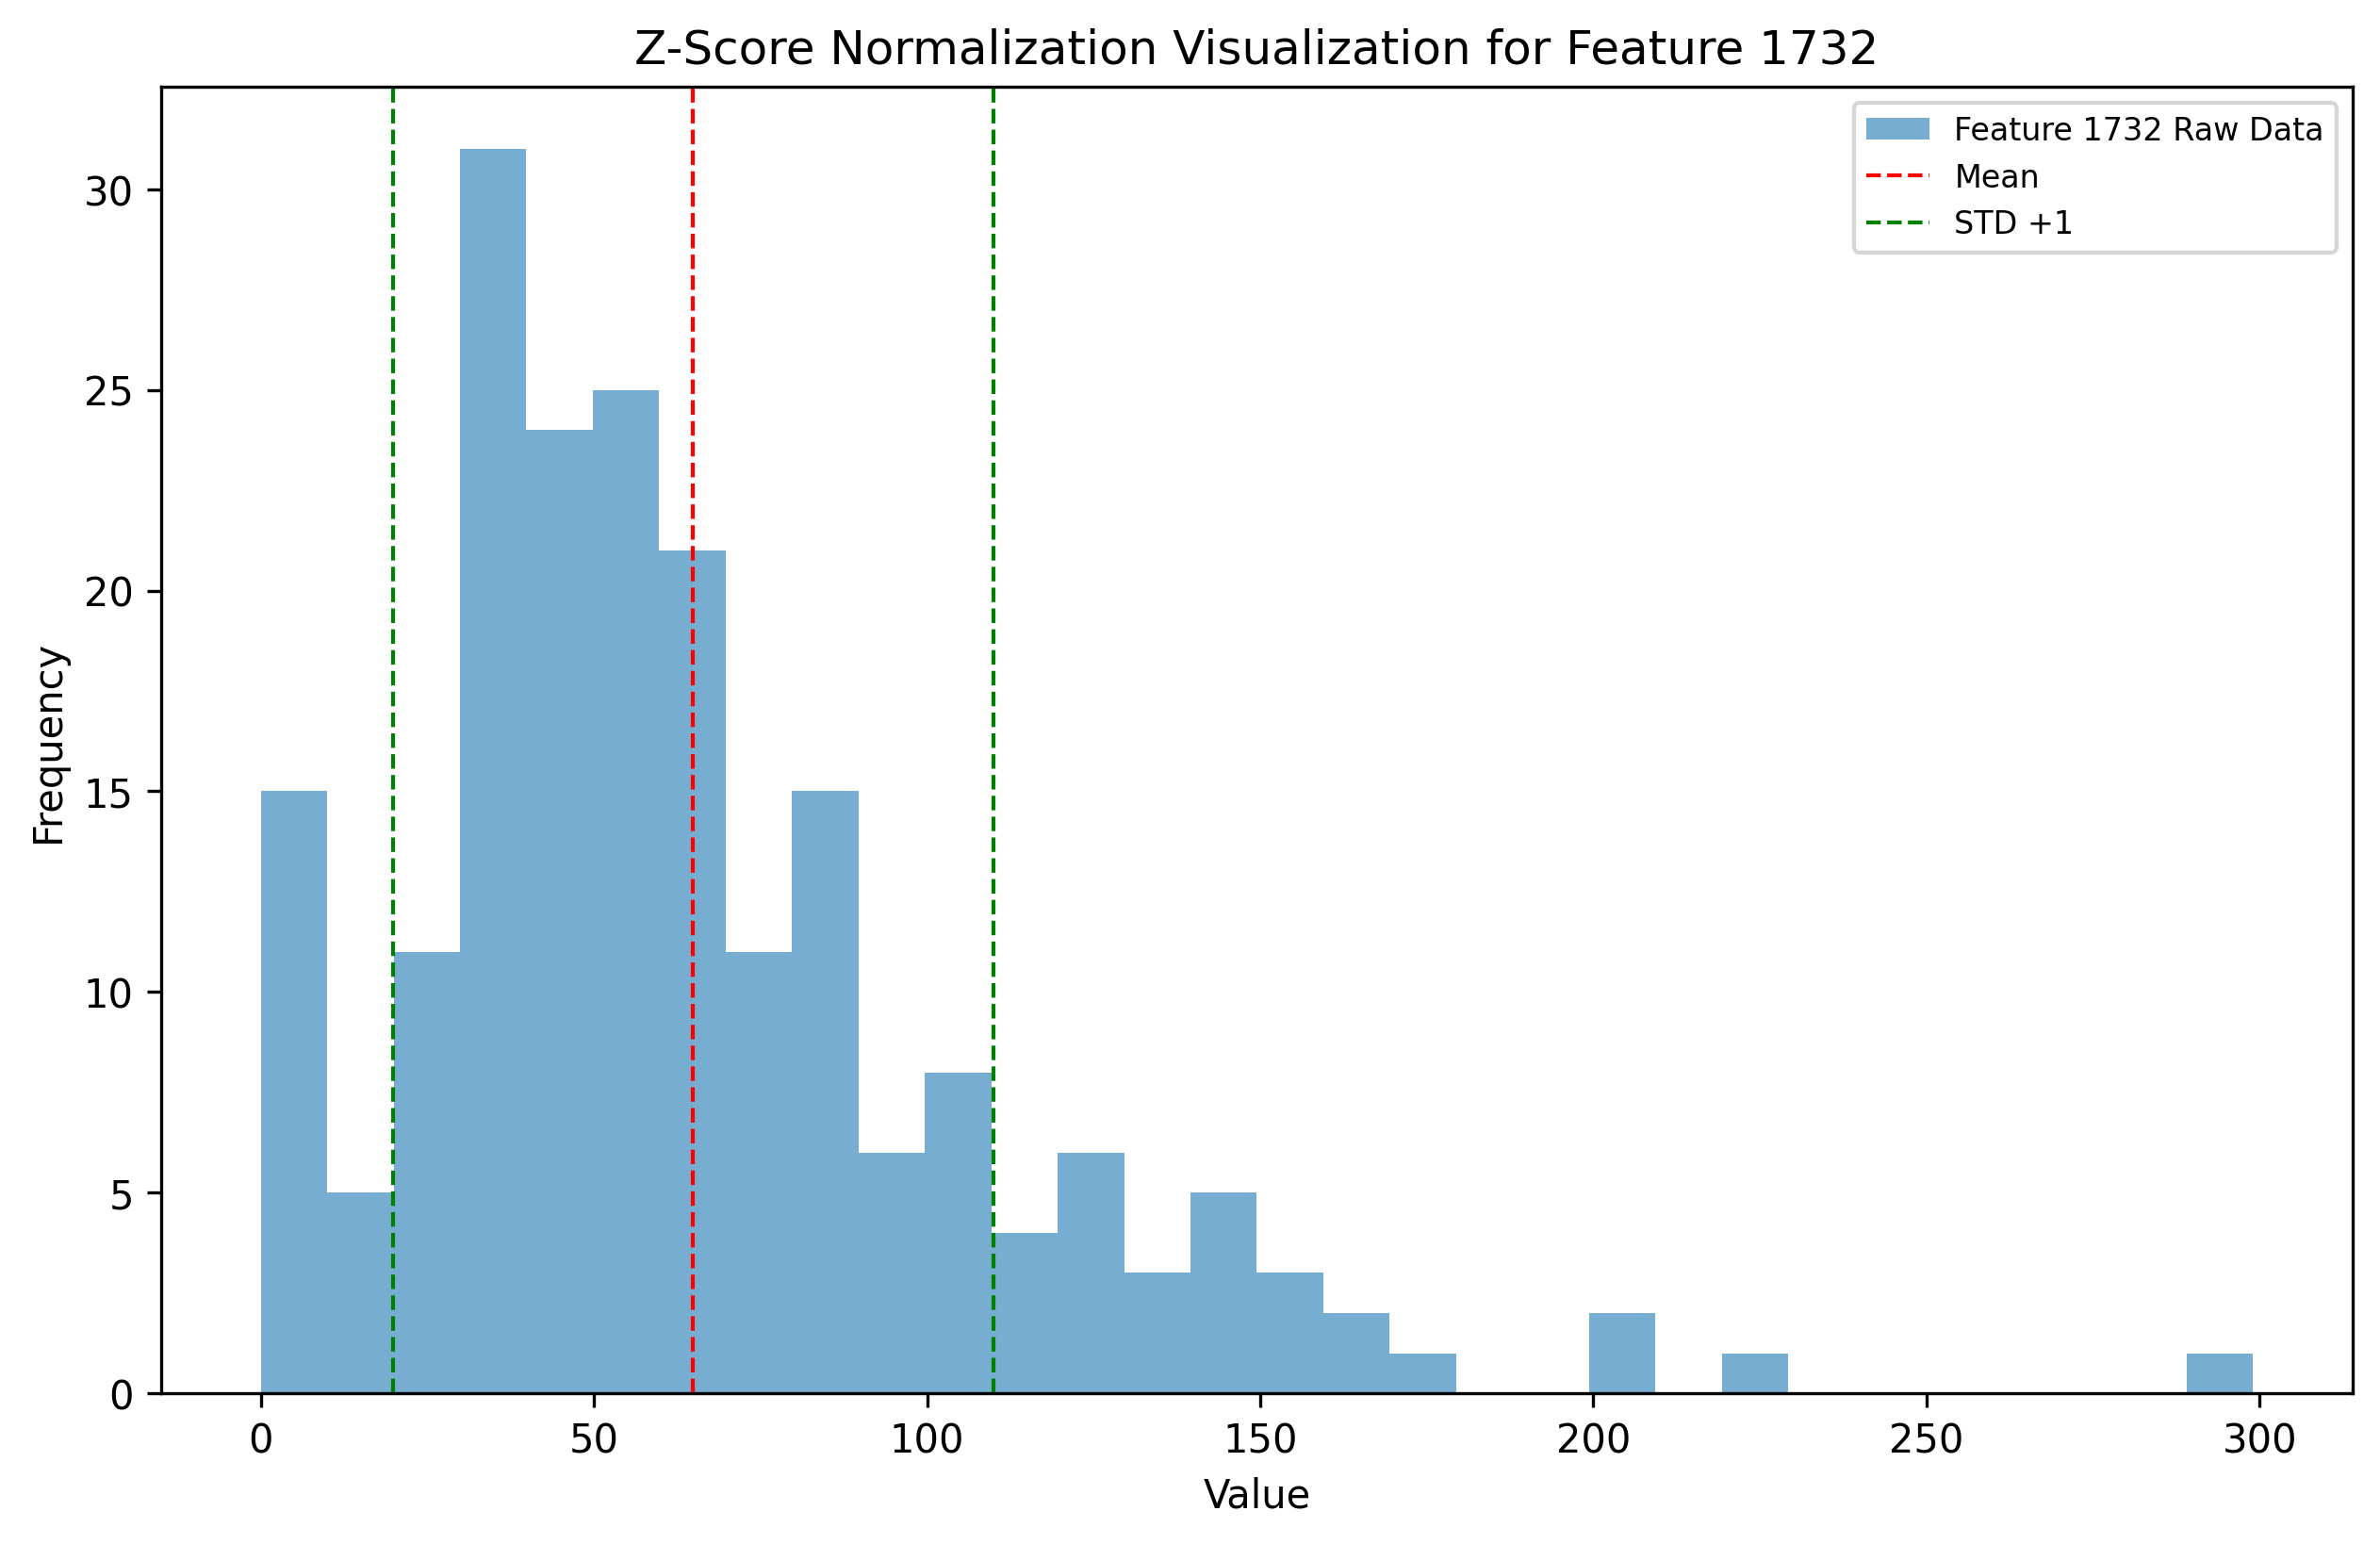 Z-Score Normalization Visualization for Feature 1732
Feature 1732 Raw Data
Mean
STD +1
Frequency
30
25
20
15
10
5
0
0 50 100 150 200 250 300
Value